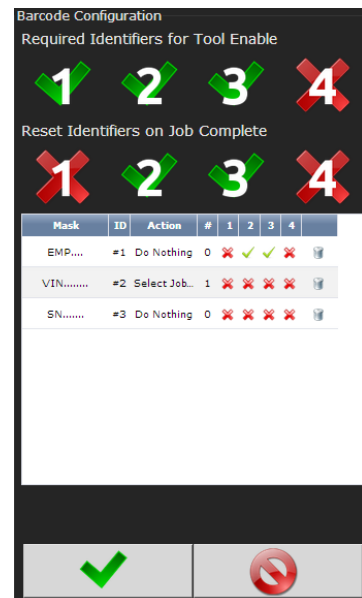 Barcode Configuration
Required Identifiers for Tool Enable
1 2 3 4
Reset Identifiers on Job Complete
1 2 3 4
Mask ID Action # 1 2 3 4
EMP.... #1 Do Nothing 0
VIN........ #2 Select Job... 1
SN....... #3 Do Nothing 0